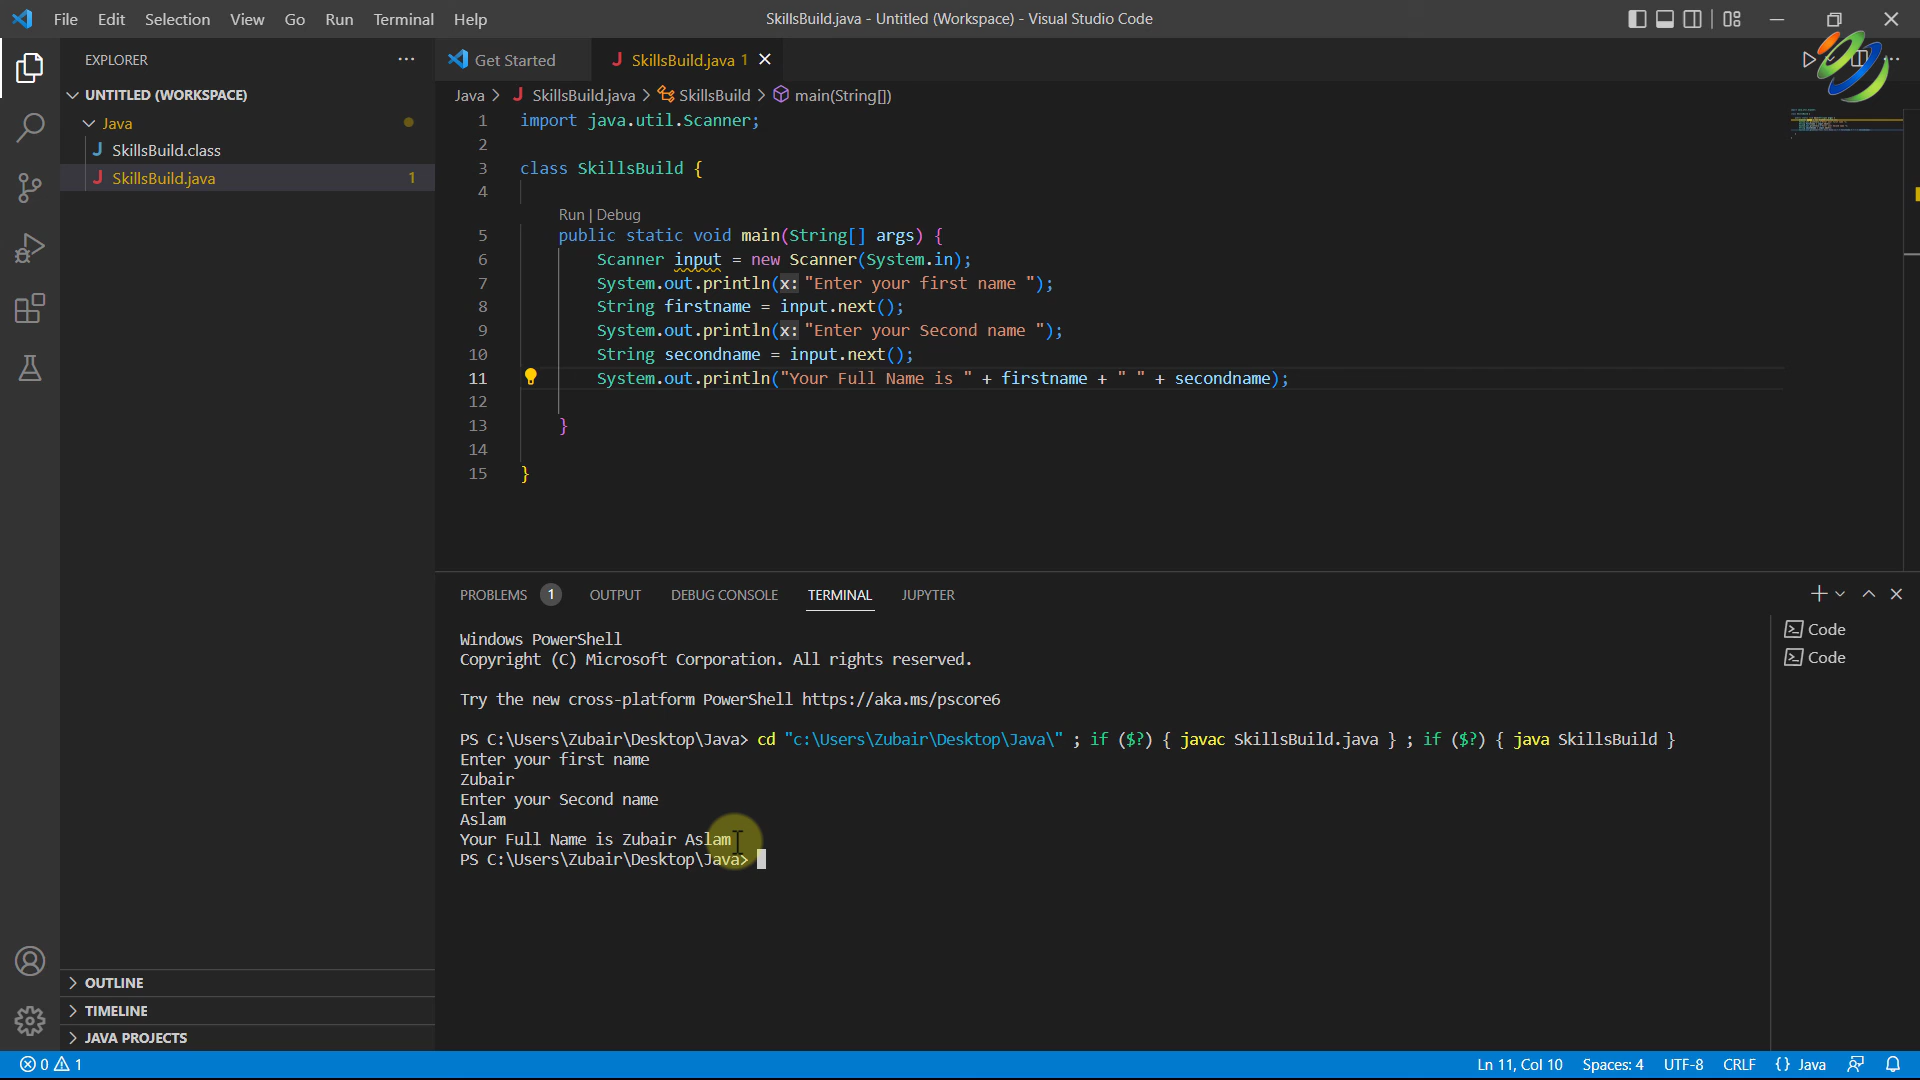 File Edit Selection View Go Run Terminal Help
SkillsBuild.java - Untitled (Workspace) - Visual Studio Code
EXPLORER
UNTITLED (WORKSPACE)
Java
SkillsBuild.class
SkillsBuild.java 1
OUTLINE
TIMELINE
JAVA PROJECTS
Get Started
SkillsBuild.java 1
Java > SkillsBuild.java > SkillsBuild > main(String[])
1 import java.util.Scanner;
2
3 class SkillsBuild {
4
Run | Debug
5 public static void main(String[] args) {
6 Scanner input = new Scanner(System.in);
7 System.out.println(x: "Enter your first name ");
8 String firstname = input.next();
9 System.out.println(x: "Enter your Second name ");
10 String secondname = input.next();
11 System.out.println("Your Full Name is " + firstname + " " + secondname);
12
13 }
14
15 }
PROBLEMS 1 OUTPUT DEBUG CONSOLE TERMINAL JUPYTER
Windows PowerShell
Copyright (C) Microsoft Corporation. All rights reserved.
Try the new cross-platform PowerShell https://aka.ms/pscore6
PS C:\Users\Zubair\Desktop\Java> cd "c:\Users\Zubair\Desktop\Java\" ; if ($?) { javac SkillsBuild.java } ; if ($?) { java SkillsBuild }
Enter your first name
Zubair
Enter your Second name
Aslam
Your Full Name is Zubair Aslam
PS C:\Users\Zubair\Desktop\Java>
Code
Code
0 1
Ln 11, Col 10 Spaces: 4 UTF-8 CRLF {} Java